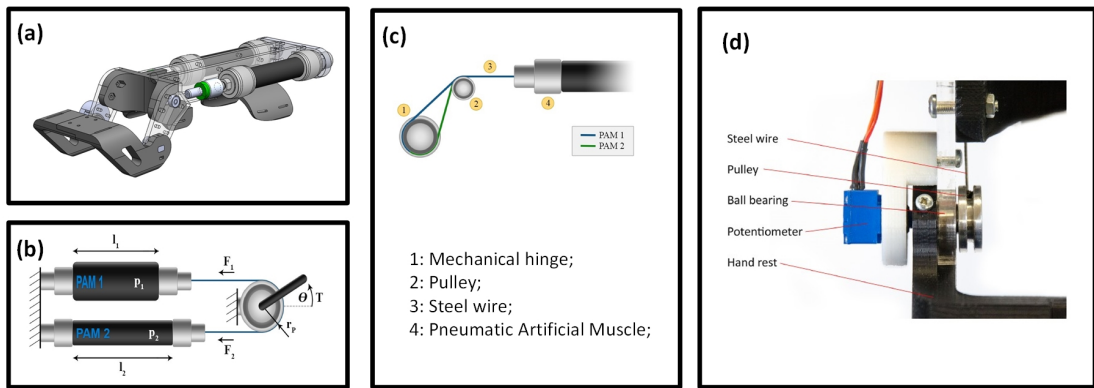 (a)
(b)
l₁
PAM 1
p₁
F₁
Θ
T
r_P
PAM 2
p₂
F₂
l₂
(c)
3
1
2
4
PAM 1
PAM 2
1: Mechanical hinge;
2: Pulley;
3: Steel wire;
4: Pneumatic Artificial Muscle;
(d)
Steel wire
Pulley
Ball bearing
Potentiometer
Hand rest